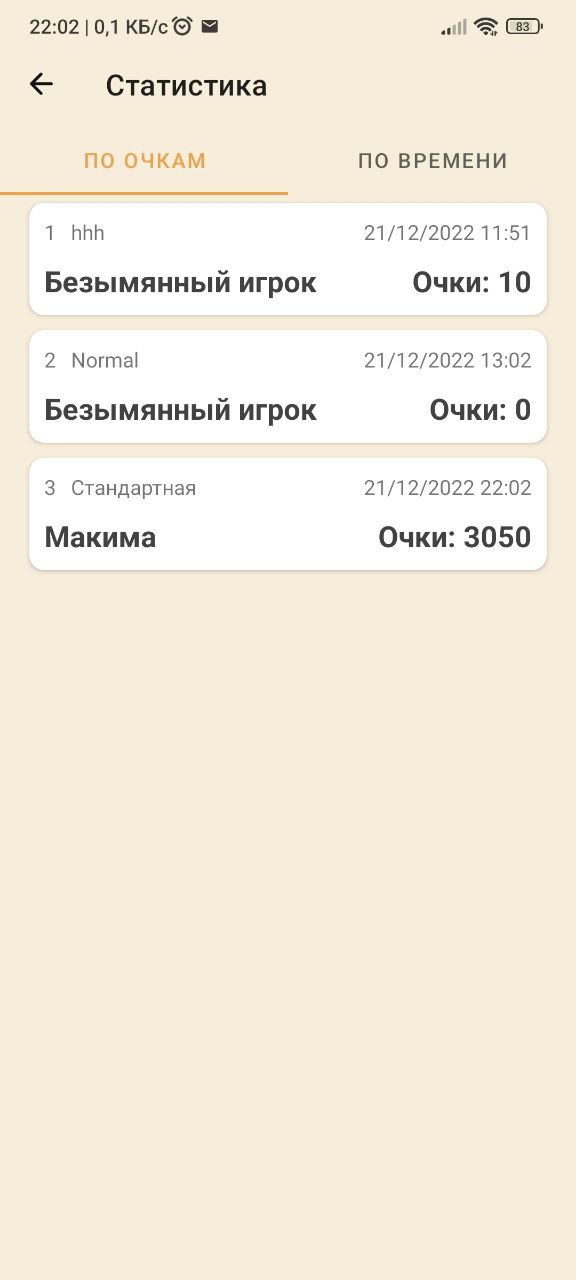 22:02 | 0,1 КБ/с 83
Статистика
ПО ОЧКАМ ПО ВРЕМЕНИ
1 hhh 21/12/2022 11:51
Безымянный игрок Очки: 10
2 Normal 21/12/2022 13:02
Безымянный игрок Очки: 0
3 Стандартная 21/12/2022 22:02
Макима Очки: 3050